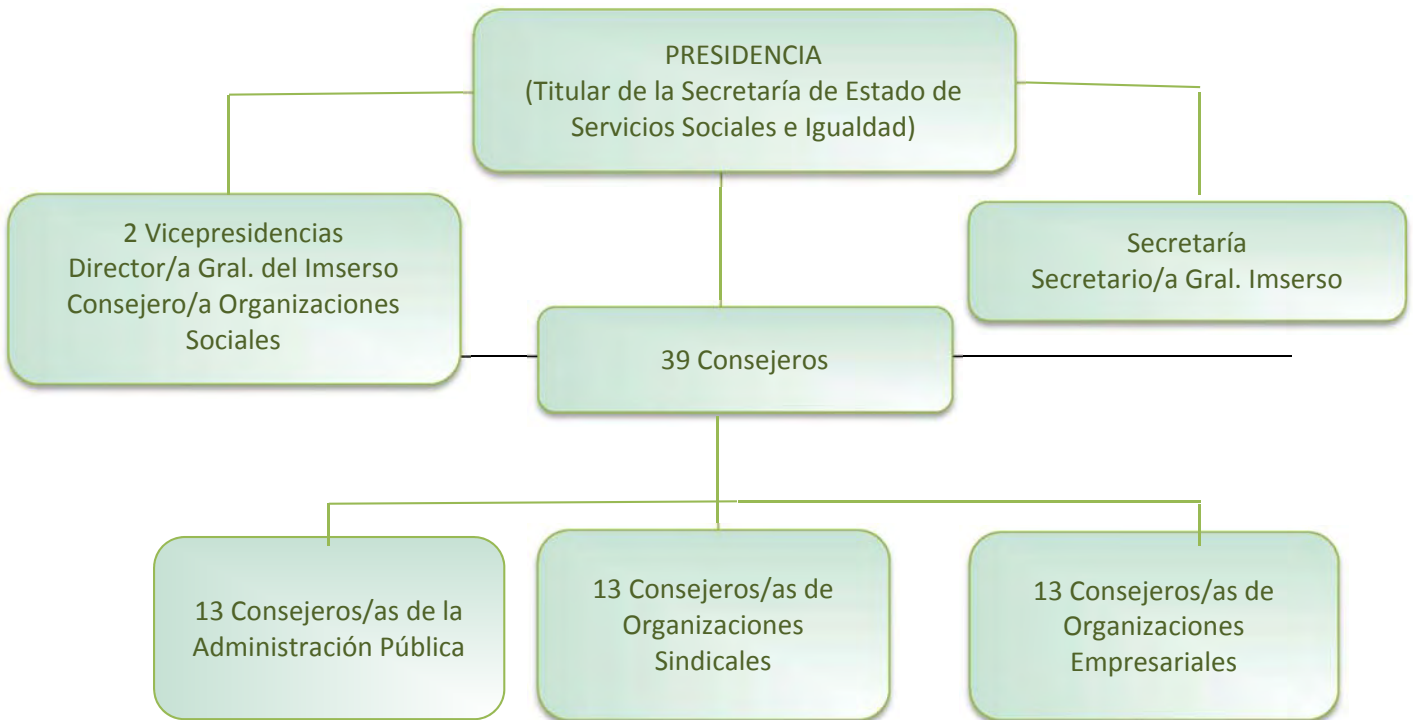 PRESIDENCIA
(Titular de la Secretaría de Estado de
Servicios Sociales e Igualdad)
2 Vicepresidencias
Director/a Gral. del Imserso
Consejero/a Organizaciones
Sociales
Secretaría
Secretario/a Gral. Imserso
39 Consejeros
13 Consejeros/as de la
Administración Pública
13 Consejeros/as de
Organizaciones
Sindicales
13 Consejeros/as de
Organizaciones
Empresariales